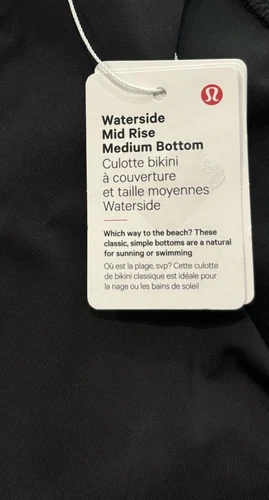 Waterside
Mid Rise
Medium Bottom
Culotte bikini
à couverture
et taille moyennes
Waterside
Which way to the beach? These
classic, simple bottoms are a natural
for sunning or swimming
Où est la plage, svp? Cette culotte
de bikini classique est idéale pour
la nage ou les bains de soleil